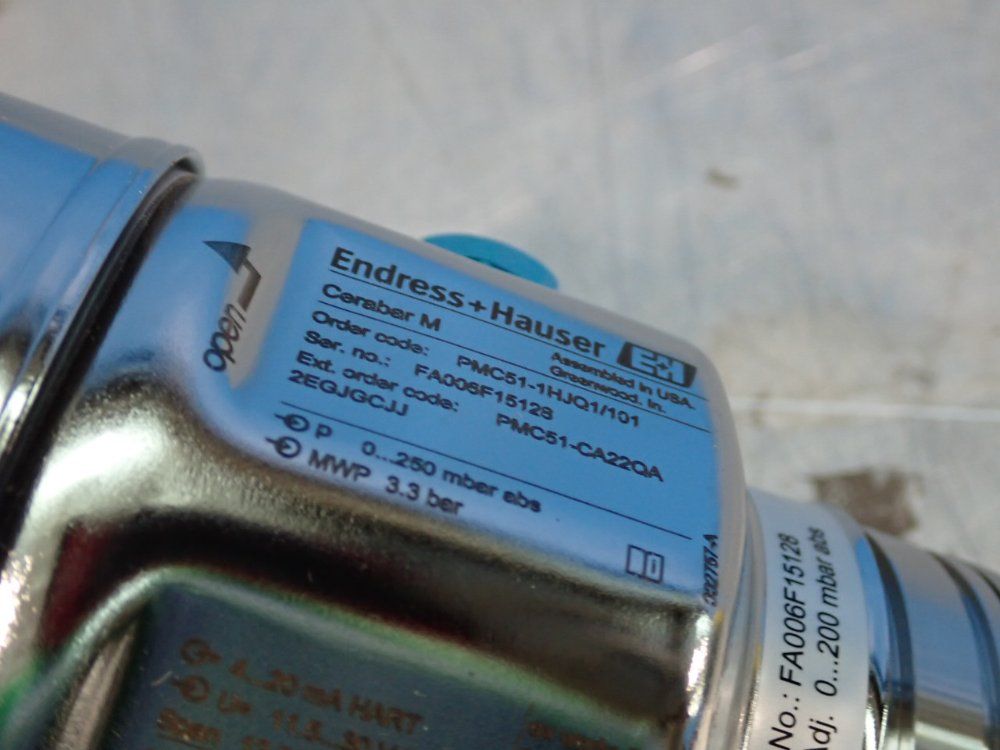 open
Endress+Hauser E+H
Cerabar M
Assembled in USA.
Greenwood. In.
Order code: PMC51-1HJQ1/101
Ser. no.: FA006F15128
Ext. order code: PMC51-CA22QA
2EGJGCJJ
P 0...250 mbar abs
MWP 3.3 bar
No.: FA006F15128
Adj. 0...200 mbar abs
4...20 mA HART
Span